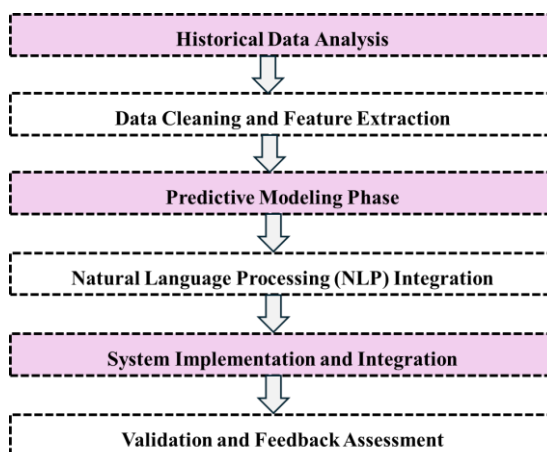 Historical Data Analysis
Data Cleaning and Feature Extraction
Predictive Modeling Phase
Natural Language Processing (NLP) Integration
System Implementation and Integration
Validation and Feedback Assessment